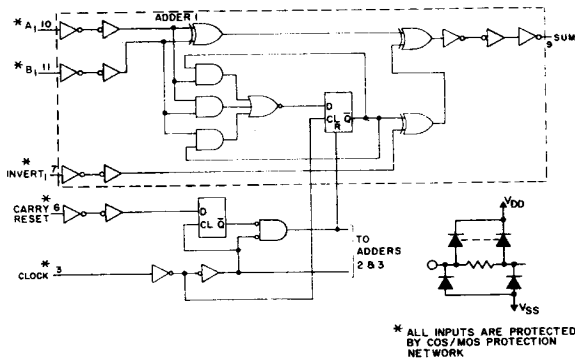 ADDER 1
* A1 10
* B1 11
* 7
INVERT1
SUM1
9
D
CL Q
R
* CARRY 6
RESET
D
CL Q
* CLOCK 3
TO
ADDERS
2 & 3
VDD
VSS
* ALL INPUTS ARE PROTECTED
BY COS/MOS PROTECTION
NETWORK